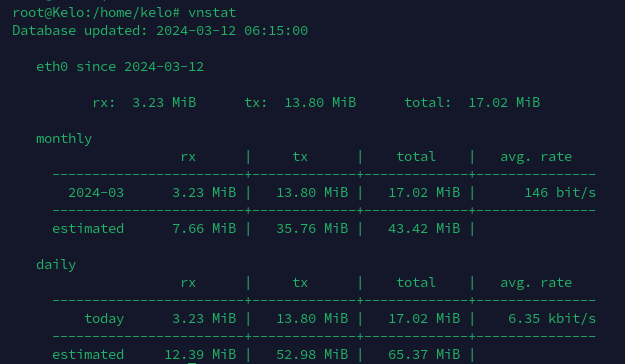 root@Kelo:/home/kelo# vnstat
Database updated: 2024-03-12 06:15:00
eth0 since 2024-03-12
rx:  3.23 MiB      tx:  13.80 MiB      total:  17.02 MiB
monthly
rx      |     tx      |    total    |   avg. rate
------------------------+-------------+-------------+---------------
2024-03      3.23 MiB |   13.80 MiB |   17.02 MiB |      146 bit/s
------------------------+-------------+-------------+---------------
estimated     7.66 MiB |   35.76 MiB |   43.42 MiB |
daily
rx      |     tx      |    total    |   avg. rate
------------------------+-------------+-------------+---------------
today     3.23 MiB |   13.80 MiB |   17.02 MiB |    6.35 kbit/s
------------------------+-------------+-------------+---------------
estimated    12.39 MiB |   52.98 MiB |   65.37 MiB |